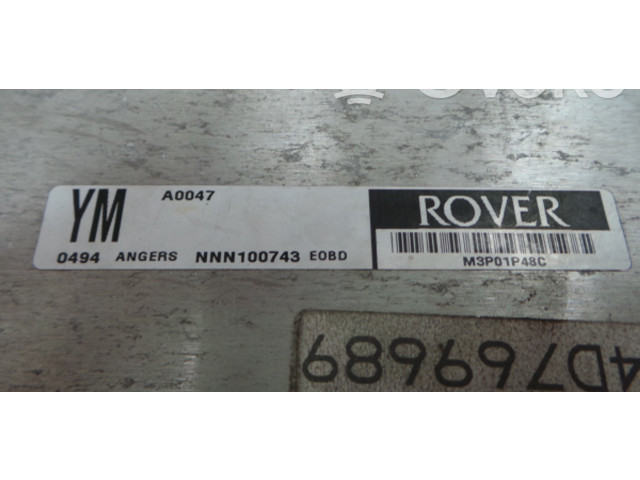 YM A0047
0494 ANGERS NNN100743 EOBD
ROVER
M3P01P48C
4D769689